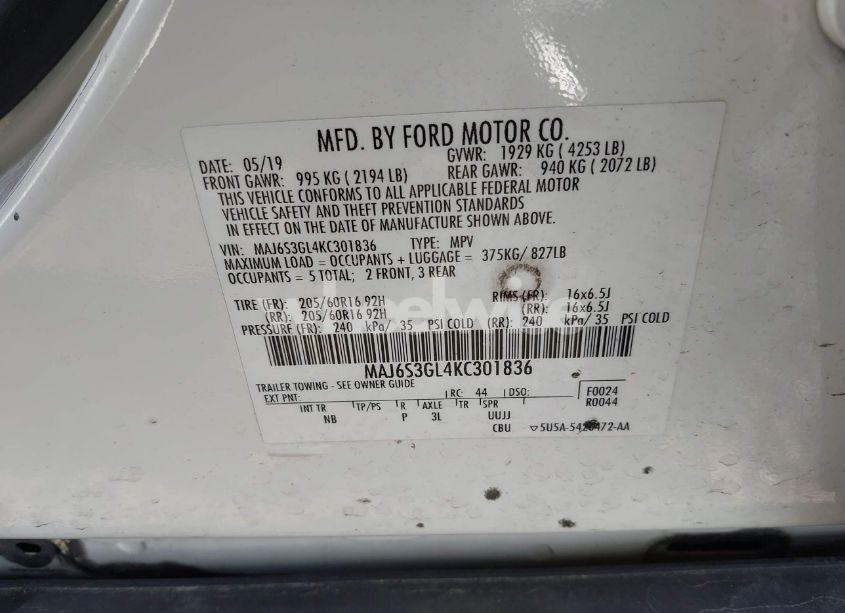 MFD. BY FORD MOTOR CO.
DATE: 05/19 GVWR: 1929 KG ( 4253 LB)
FRONT GAWR: 995 KG ( 2194 LB) REAR GAWR: 940 KG ( 2072 LB)
THIS VEHICLE CONFORMS TO ALL APPLICABLE FEDERAL MOTOR
VEHICLE SAFETY AND THEFT PREVENTION STANDARDS
IN EFFECT ON THE DATE OF MANUFACTURE SHOWN ABOVE.
VIN: MAJ6S3GL4KC301836 TYPE: MPV
MAXIMUM LOAD = OCCUPANTS + LUGGAGE = 375KG/ 827LB
OCCUPANTS = 5 TOTAL; 2 FRONT, 3 REAR
TIRE (FR): 205/60R16 92H RIMS (FR): 16x6.5J
(RR): 205/60R16 92H (RR): 16x6.5J
PRESSURE (FR): 240 kPa/ 35 PSI COLD (RR): 240 kPa/ 35 PSI COLD
MAJ6S3GL4KC301836
TRAILER TOWING - SEE OWNER GUIDE
EXT PNT: RC: 44 DSO: F0024
INT TR TP/PS R AXLE TR SPR R0044
NB P 3L UUJJ
CBU 5U5A-5420472-AA